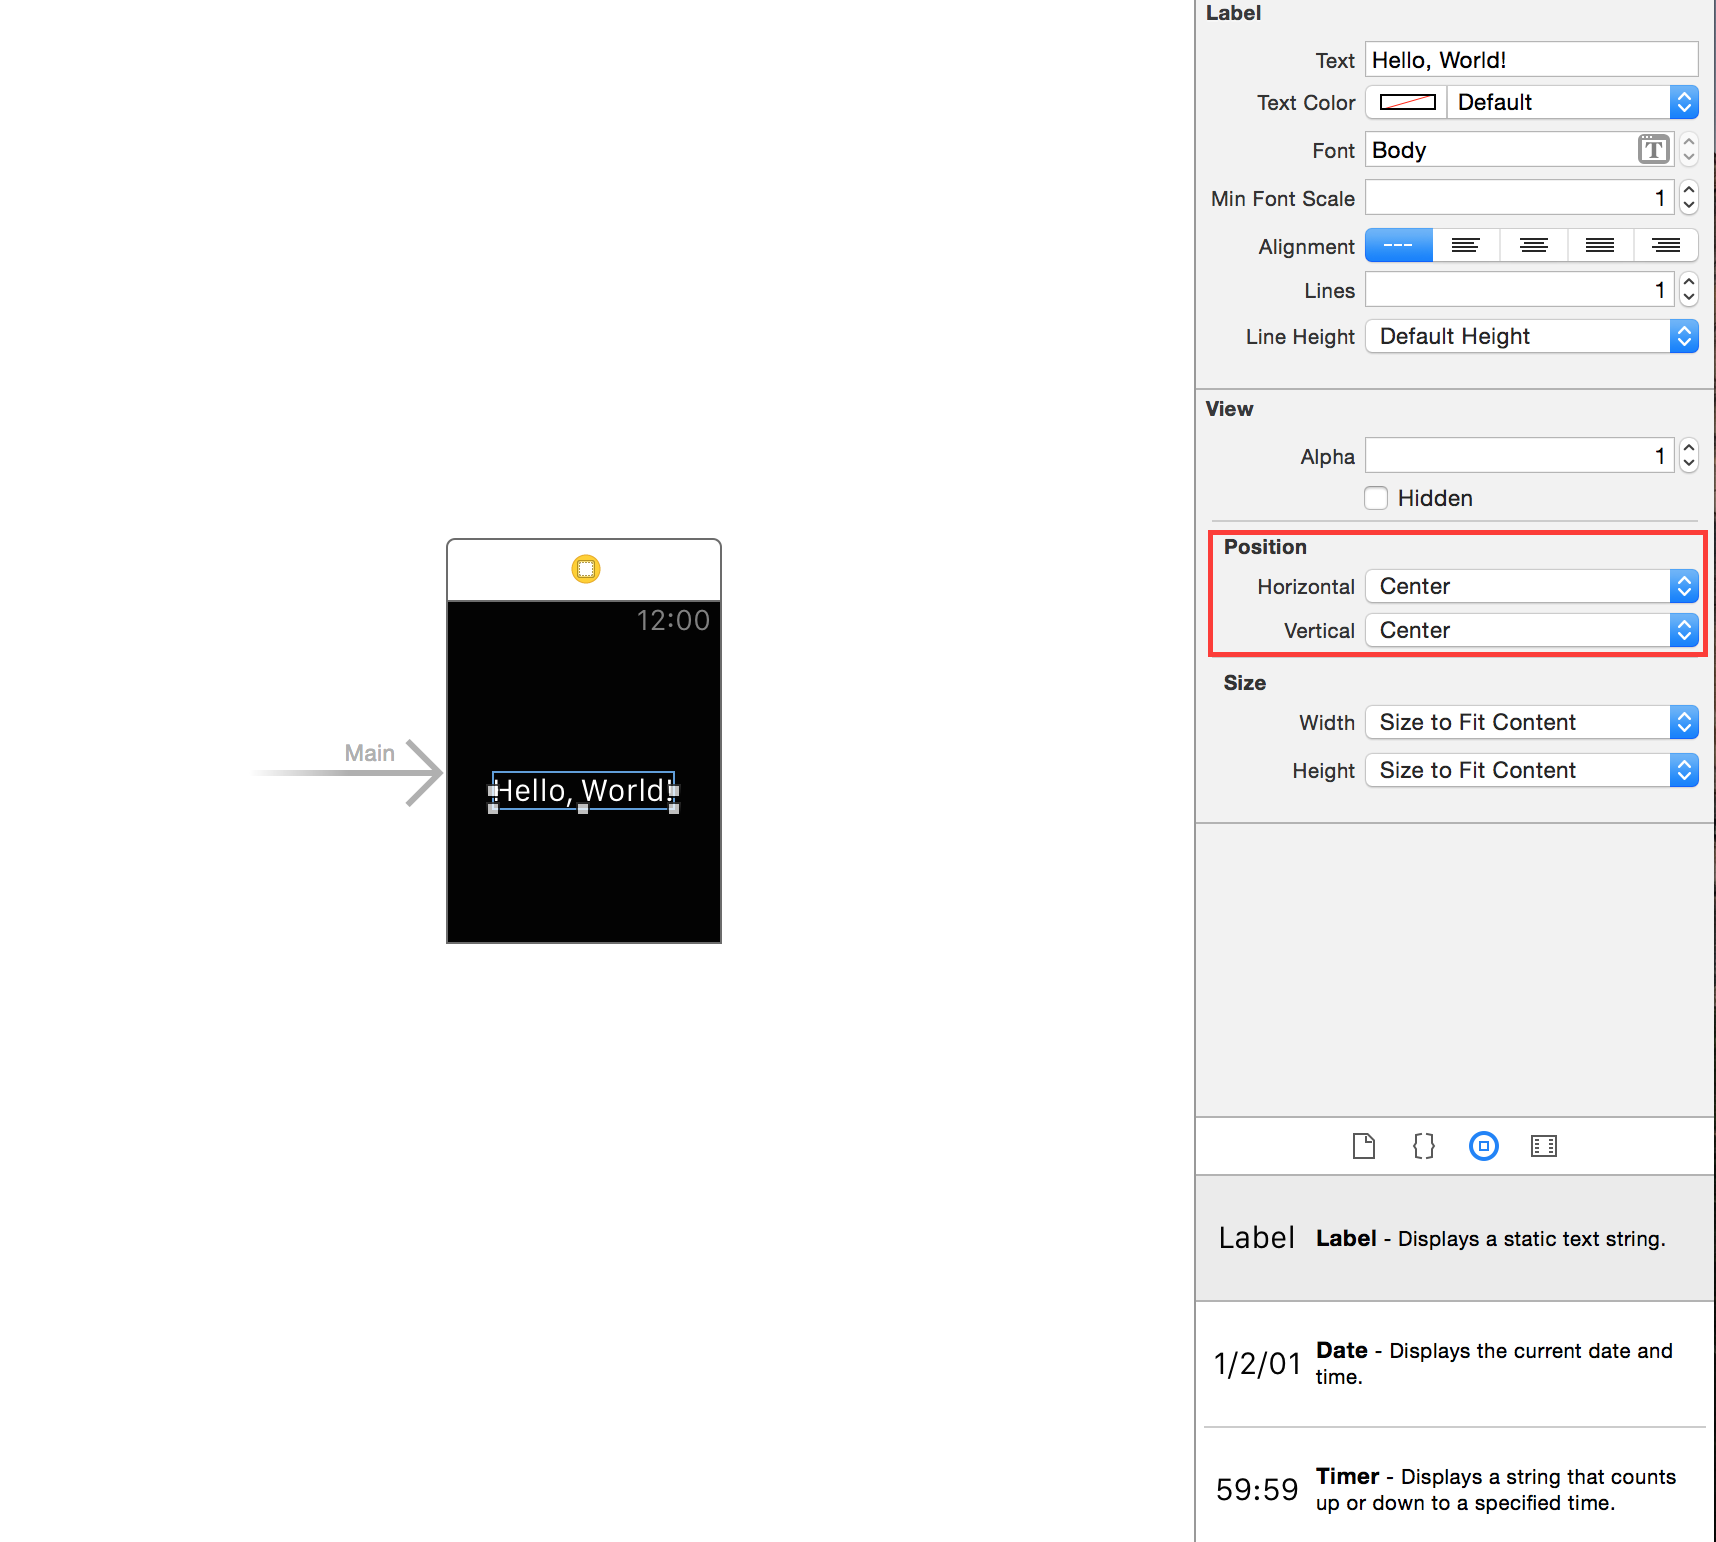 Label
Text Hello, World!
Text Color Default
Font Body T
Min Font Scale 1
Alignment ---
Lines 1
Line Height Default Height
View
Alpha 1
Hidden
Position
Horizontal Center
Vertical Center
Size
Width Size to Fit Content
Height Size to Fit Content
12:00
Main
Hello, World!
{}
Label Label - Displays a static text string.
1/2/01 Date - Displays the current date and
time.
59:59 Timer - Displays a string that counts
up or down to a specified time.